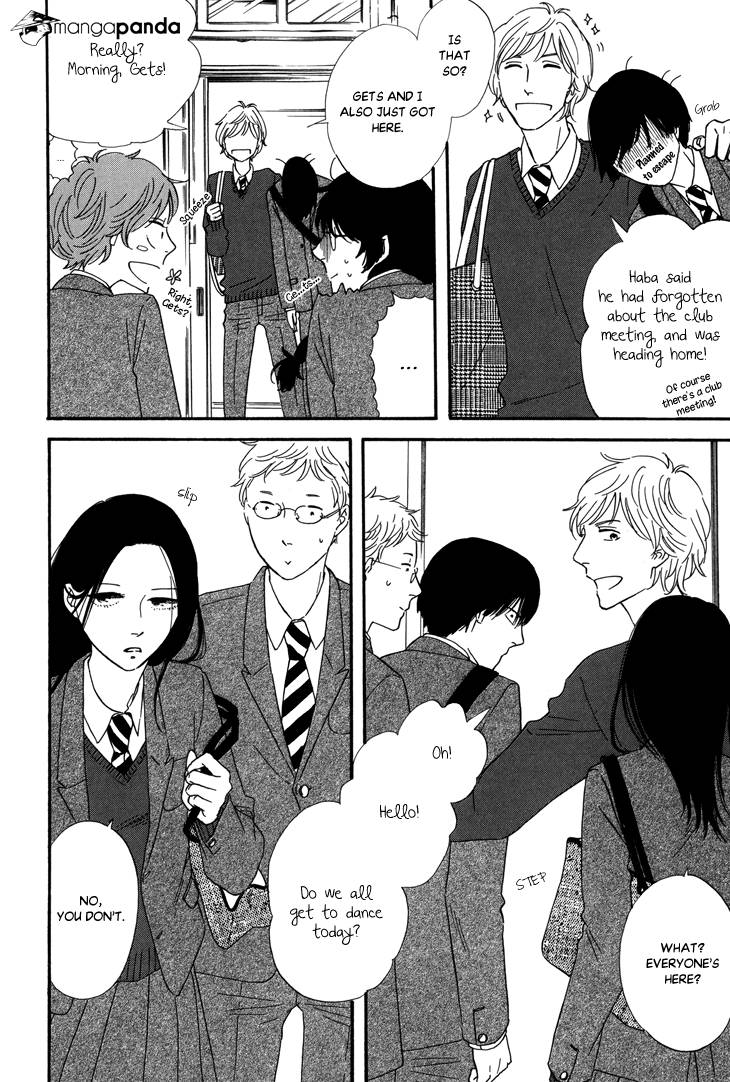 mangapanda
Grab
Planned
to escape
Haba said
he had forgotten
about the club
meeting, and was
heading home!
Of course
there's a club
meeting!
IS
THAT
SO?
GETS AND I
ALSO JUST GOT
HERE.
Squeeze
Ge...ts...
...
Really?
Morning, Gets!
Right,
Gets?
WHAT?
EVERYONE'S
HERE?
STEP
Oh!
Hello!
Do we all
get to dance
today?
slip
NO,
YOU DON'T.